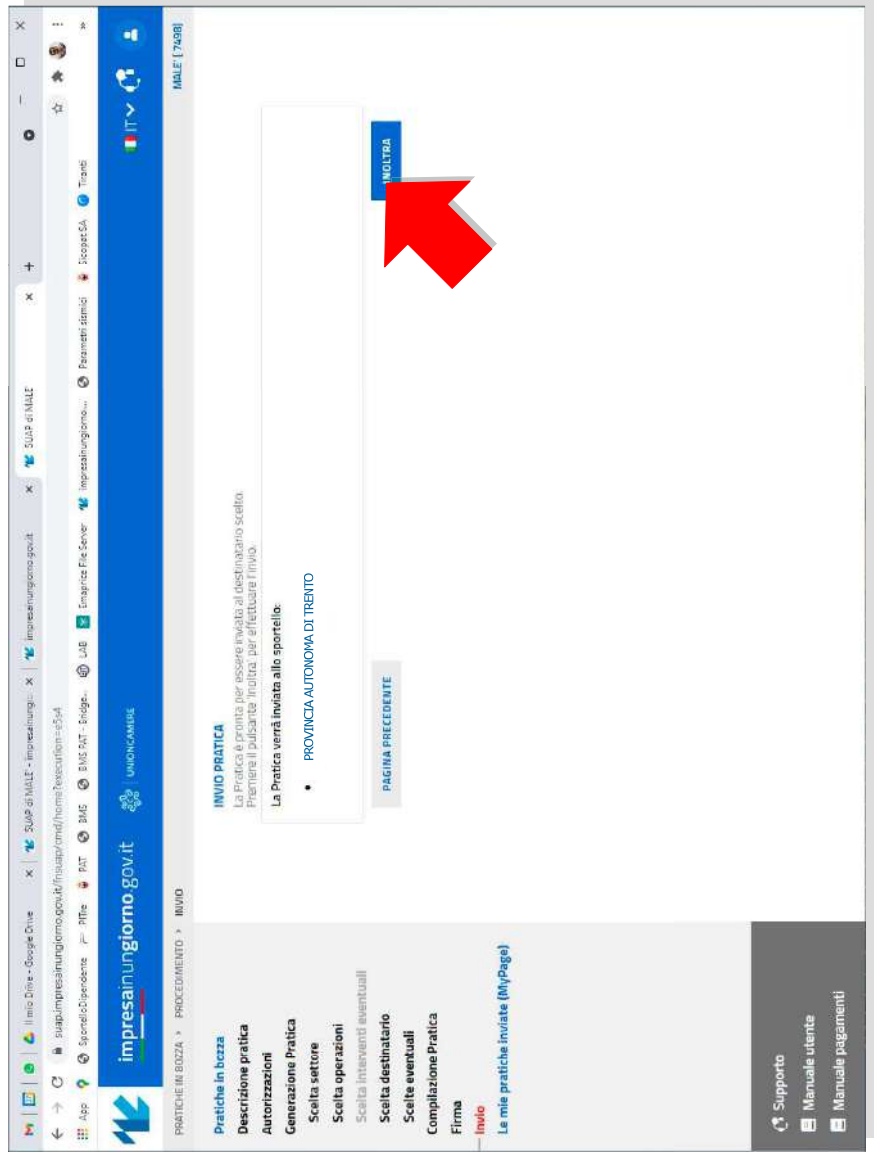 Il mio Drive - Google Drive
SUAP di MALE' - impresainungio
impresainungiorno.gov.it
SUAP di MALE'
suap.impresainungiorno.gov.it/fnsuap/cmd/home?execution=e5s4
App
SportelloDipendente
PITre
PAT
BMS
BMS PAT - Bridge...
LAB
Emaprice File Server
impresainungiorno....
Parametri sismici
Sicopat SA
Tiranti
impresainungiorno.gov.it
UNIONCAMERE
IT
PRATICHE IN BOZZA > PROCEDIMENTO > INVIO
MALE' [ 7498]
Pratiche in bozza
Descrizione pratica
Autorizzazioni
Generazione Pratica
Scelta settore
Scelta operazioni
Scelta interventi eventuali
Scelta destinatario
Scelte eventuali
Compilazione Pratica
Firma
Invio
Le mie pratiche inviate (MyPage)
INVIO PRATICA
La Pratica è pronta per essere inviata al destinatario scelto.
Premere il pulsante 'Inoltra' per effettuare l'invio.
La Pratica verrà inviata allo sportello:
• PROVINCIA AUTONOMA DI TRENTO
PAGINA PRECEDENTE
INOLTRA
Supporto
Manuale utente
Manuale pagamenti